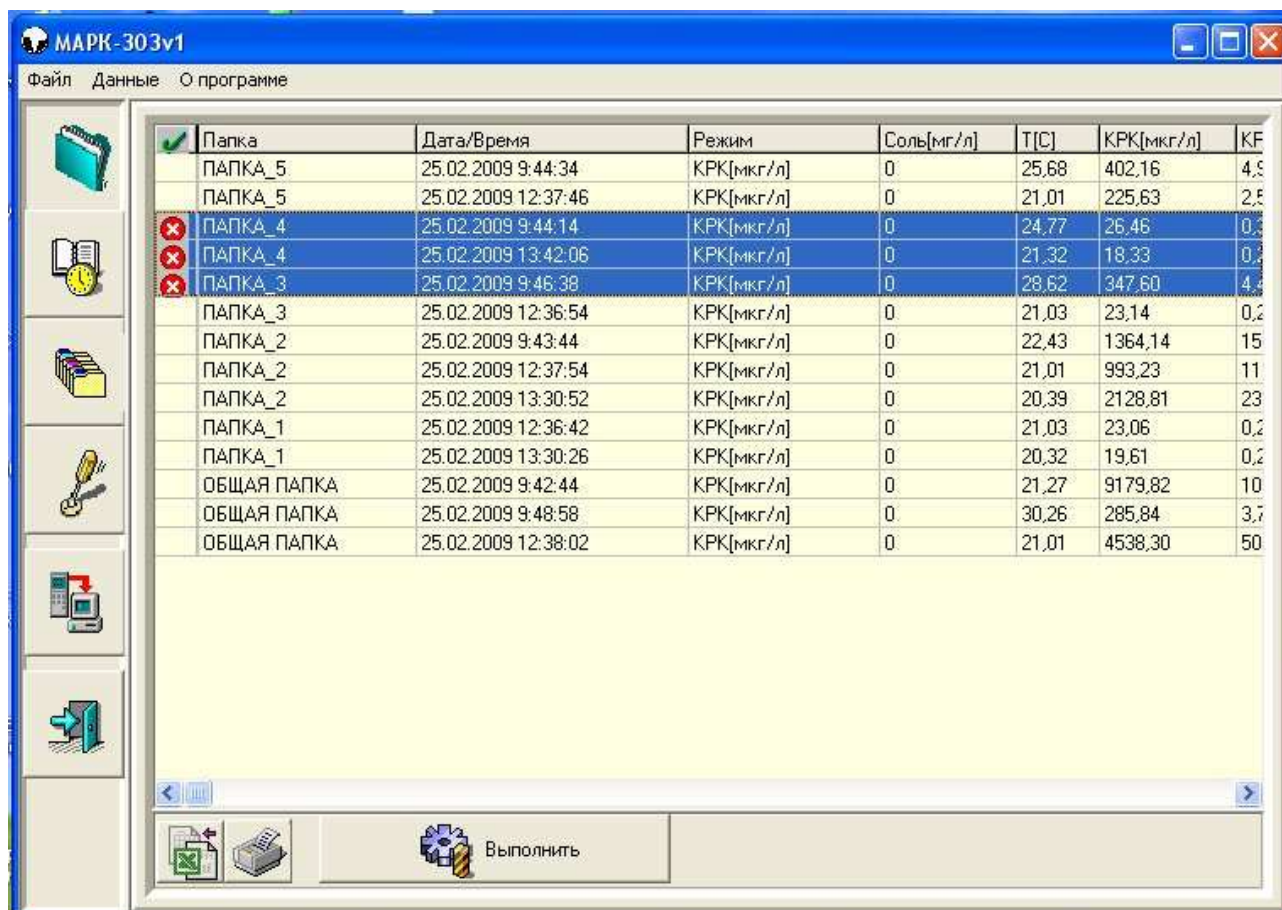 МАРК-303v1
Файл Данные О программе
Папка Дата/Время Режим Соль[мг/л] T[C] КРК[мкг/л]
ПАПКА_5 25.02.2009 9:44:34 КРК[мкг/л] 0 25,68 402,16
ПАПКА_5 25.02.2009 12:37:46 КРК[мкг/л] 0 21,01 225,63
ПАПКА_4 25.02.2009 9:44:14 КРК[мкг/л] 0 24,77 26,46
ПАПКА_4 25.02.2009 13:42:06 КРК[мкг/л] 0 21,32 18,33
ПАПКА_3 25.02.2009 9:46:38 КРК[мкг/л] 0 28,62 347,60
ПАПКА_3 25.02.2009 12:36:54 КРК[мкг/л] 0 21,03 23,14
ПАПКА_2 25.02.2009 9:43:44 КРК[мкг/л] 0 22,43 1364,14 15
ПАПКА_2 25.02.2009 12:37:54 КРК[мкг/л] 0 21,01 993,23 11
ПАПКА_2 25.02.2009 13:30:52 КРК[мкг/л] 0 20,39 2128,81 23
ПАПКА_1 25.02.2009 12:36:42 КРК[мкг/л] 0 21,03 23,06
ПАПКА_1 25.02.2009 13:30:26 КРК[мкг/л] 0 20,32 19,61
ОБЩАЯ ПАПКА 25.02.2009 9:42:44 КРК[мкг/л] 0 21,27 9179,82 10
ОБЩАЯ ПАПКА 25.02.2009 9:48:58 КРК[мкг/л] 0 30,26 285,84
ОБЩАЯ ПАПКА 25.02.2009 12:38:02 КРК[мкг/л] 0 21,01 4538,30 50
Выполнить